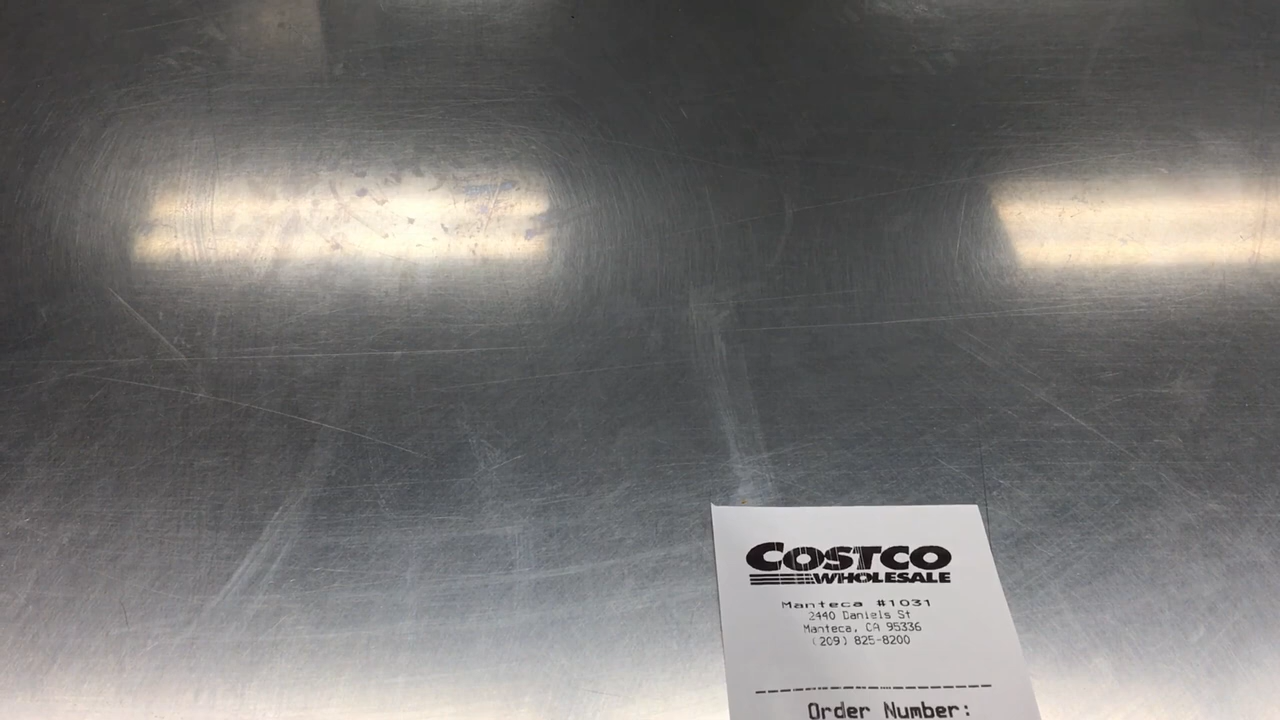 COSTCO
WHOLESALE
Manteca #1031
2440 Daniels St
Manteca, CA 95336
(209) 825-8200
Order Number: